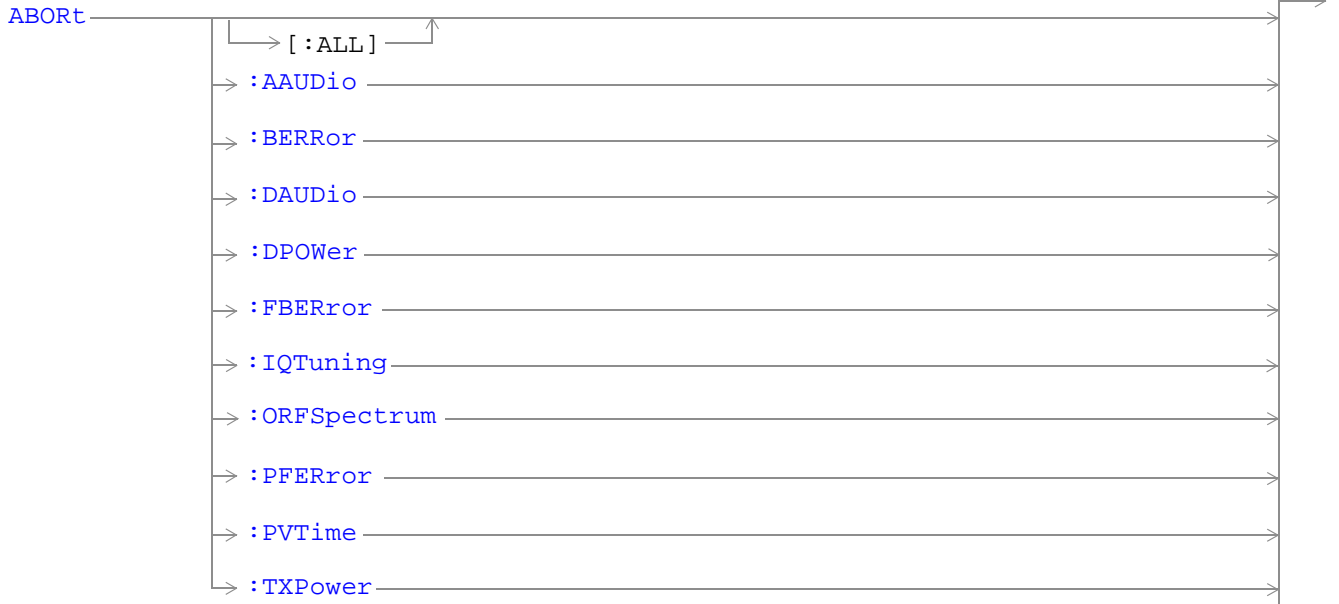 ABORt
[:ALL]
:AAUDio
:BERRor
:DAUDio
:DPOWer
:FBERror
:IQTuning
:ORFSpectrum
:PFERror
:PVTime
:TXPower